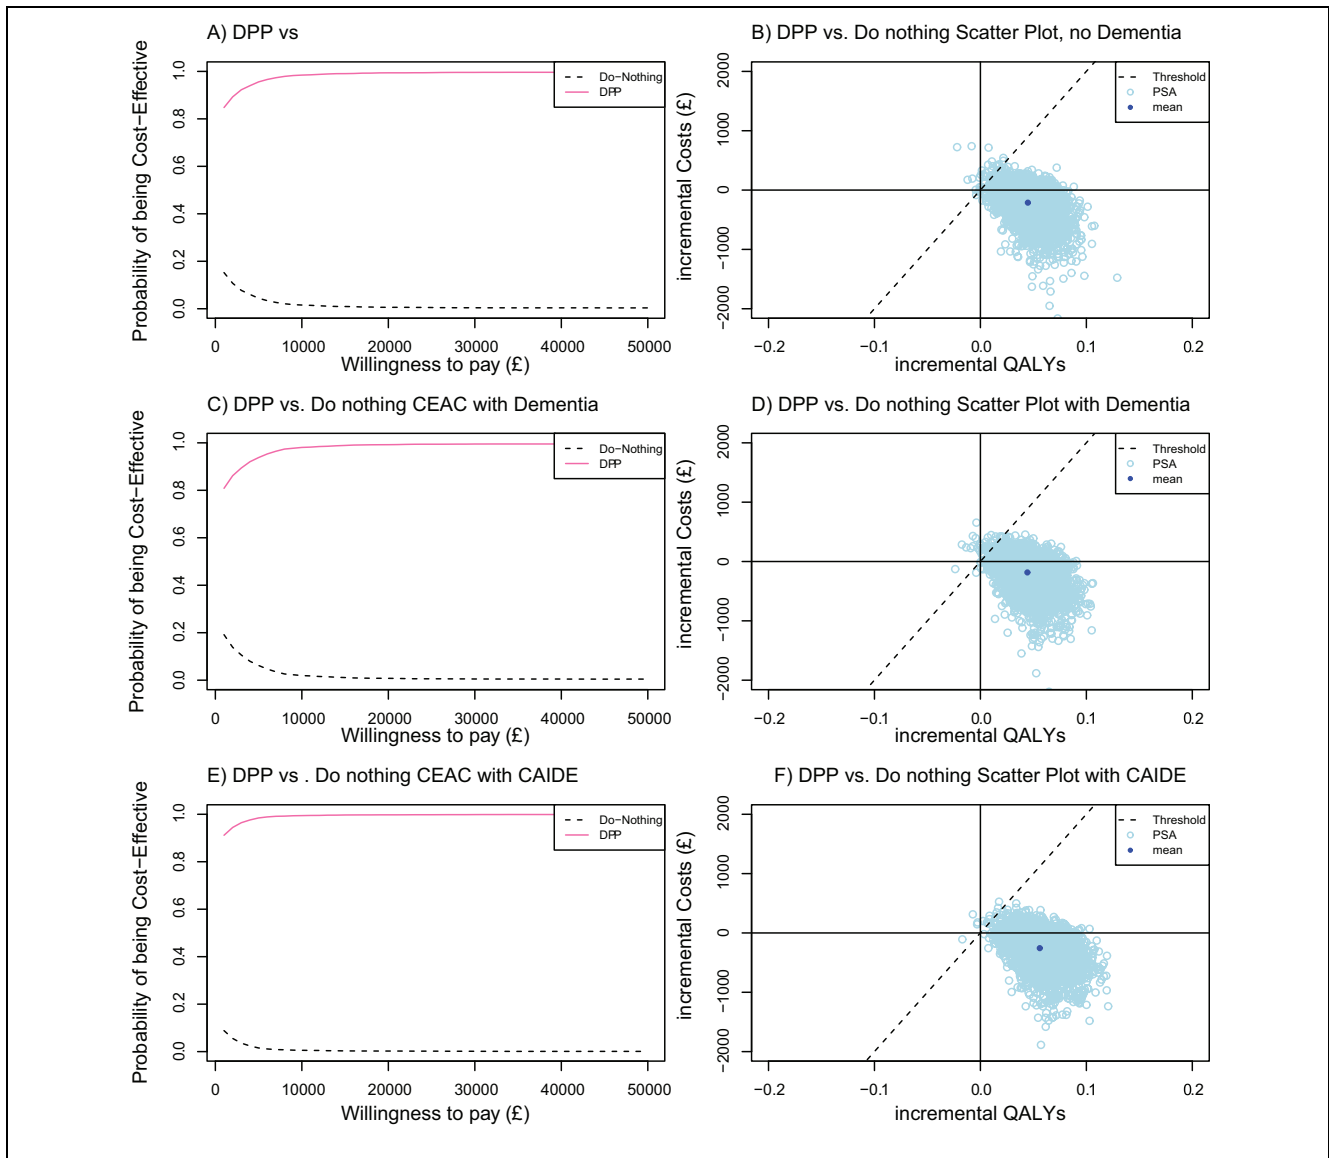 A) DPP vs
Probability of being Cost−Effective
1.0
0.8
0.6
0.4
0.2
0.0
Do−Nothing
DPP
0 10000 20000 30000 40000 50000
Willingness to pay (£)
B) DPP vs. Do nothing Scatter Plot, no Dementia
incremental Costs (£)
2000
1000
0
−1000
−2000
Threshold
PSA
mean
−0.2 −0.1 0.0 0.1 0.2
incremental QALYs
C) DPP vs. Do nothing CEAC with Dementia
Probability of being Cost−Effective
1.0
0.8
0.6
0.4
0.2
0.0
Do−Nothing
DPP
0 10000 20000 30000 40000 50000
Willingness to pay (£)
D) DPP vs. Do nothing Scatter Plot with Dementia
incremental Costs (£)
2000
1000
0
−1000
−2000
Threshold
PSA
mean
−0.2 −0.1 0.0 0.1 0.2
incremental QALYs
E) DPP vs . Do nothing CEAC with CAIDE
Probability of being Cost−Effective
1.0
0.8
0.6
0.4
0.2
0.0
Do−Nothing
DPP
0 10000 20000 30000 40000 50000
Willingness to pay (£)
F) DPP vs. Do nothing Scatter Plot with CAIDE
incremental Costs (£)
2000
1000
0
−1000
−2000
Threshold
PSA
mean
−0.2 −0.1 0.0 0.1 0.2
incremental QALYs